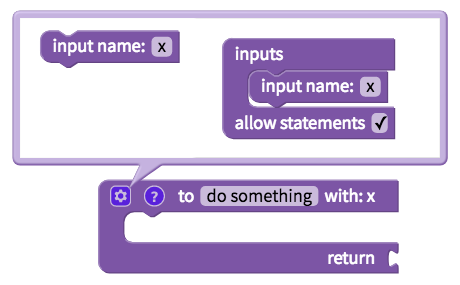 input name: x
inputs
input name: x
allow statements ✓
? to do something with: x
return